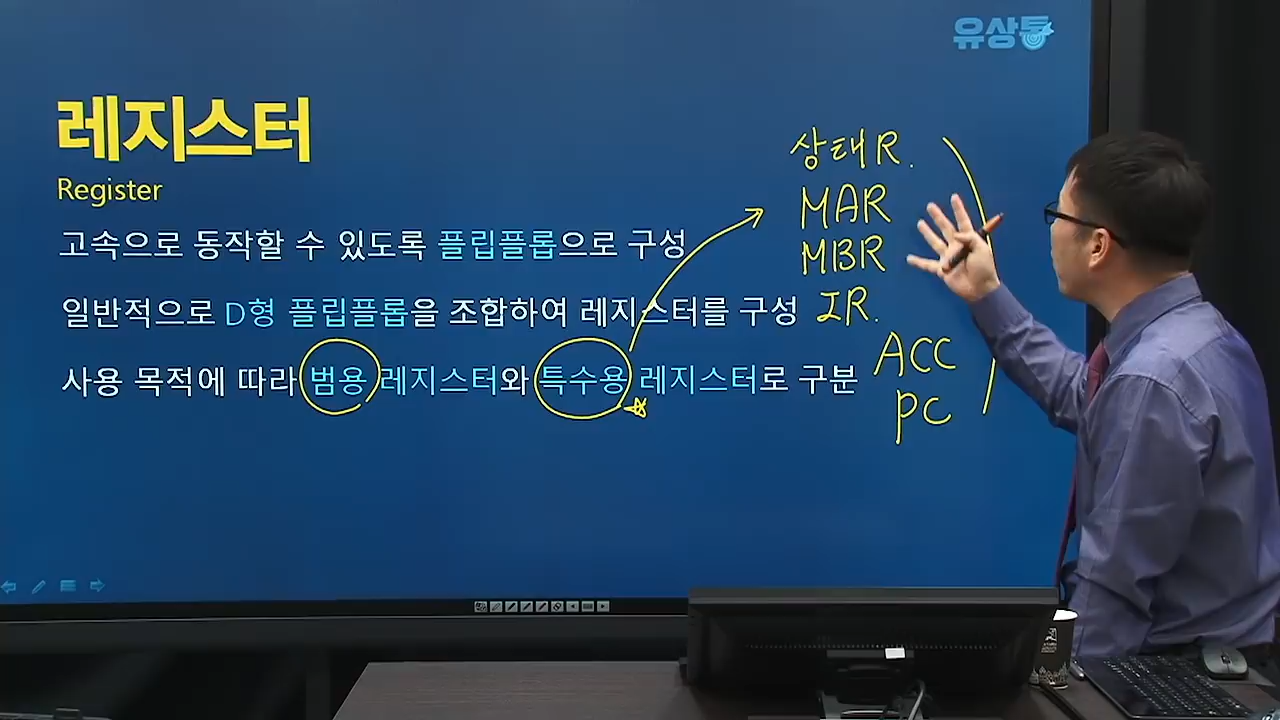 유상통
레지스터
Register
고속으로 동작할 수 있도록 플립플롭으로 구성
일반적으로 D형 플립플롭을 조합하여 레지스터를 구성
사용 목적에 따라 범용 레지스터와 특수용 레지스터로 구분
상태 R.
MAR
MBR
IR.
ACC
PC